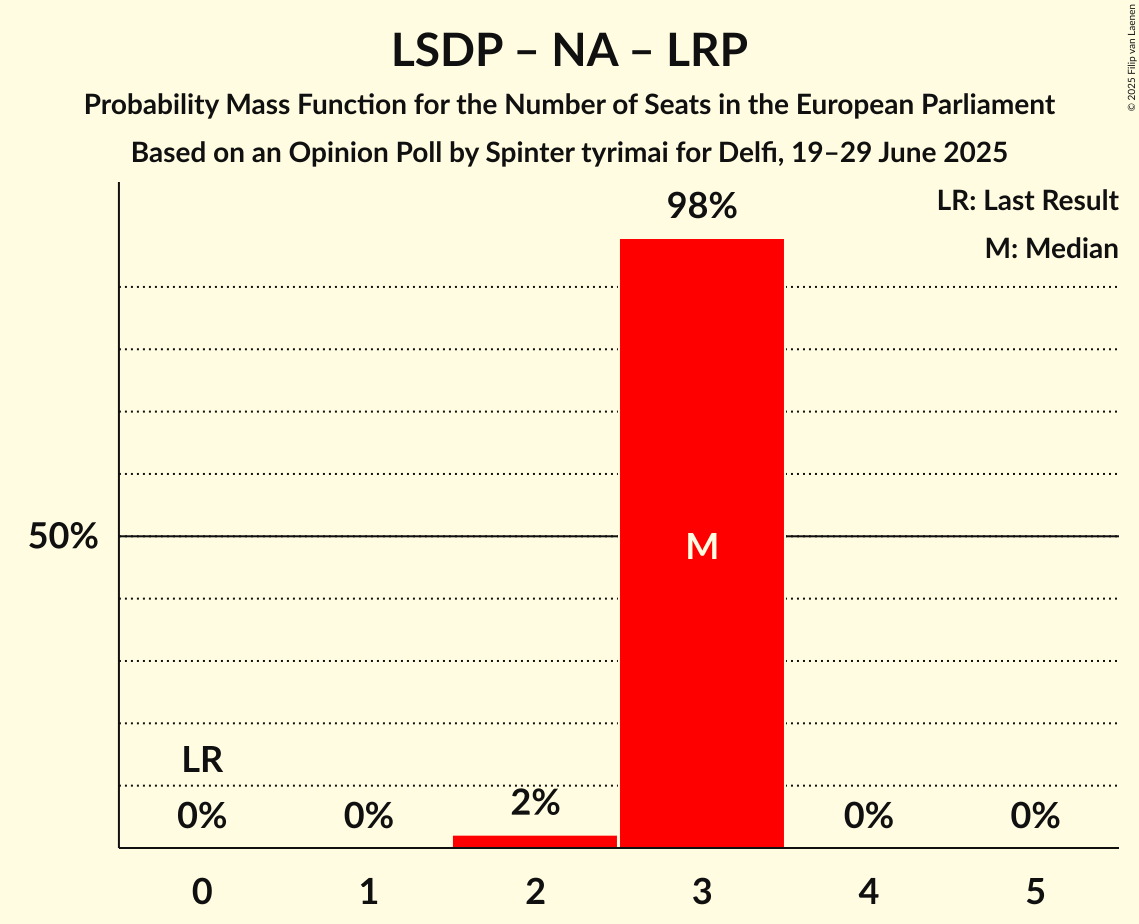 LSDP – NA – LRP
Probability Mass Function for the Number of Seats in the European Parliament
Based on an Opinion Poll by Spinter tyrimai for Delfi, 19–29 June 2025
© 2025 Filip van Laenen
LR: Last Result
M: Median
98%
50%
M
LR
0% 0% 2% 0% 0%
0 1 2 3 4 5